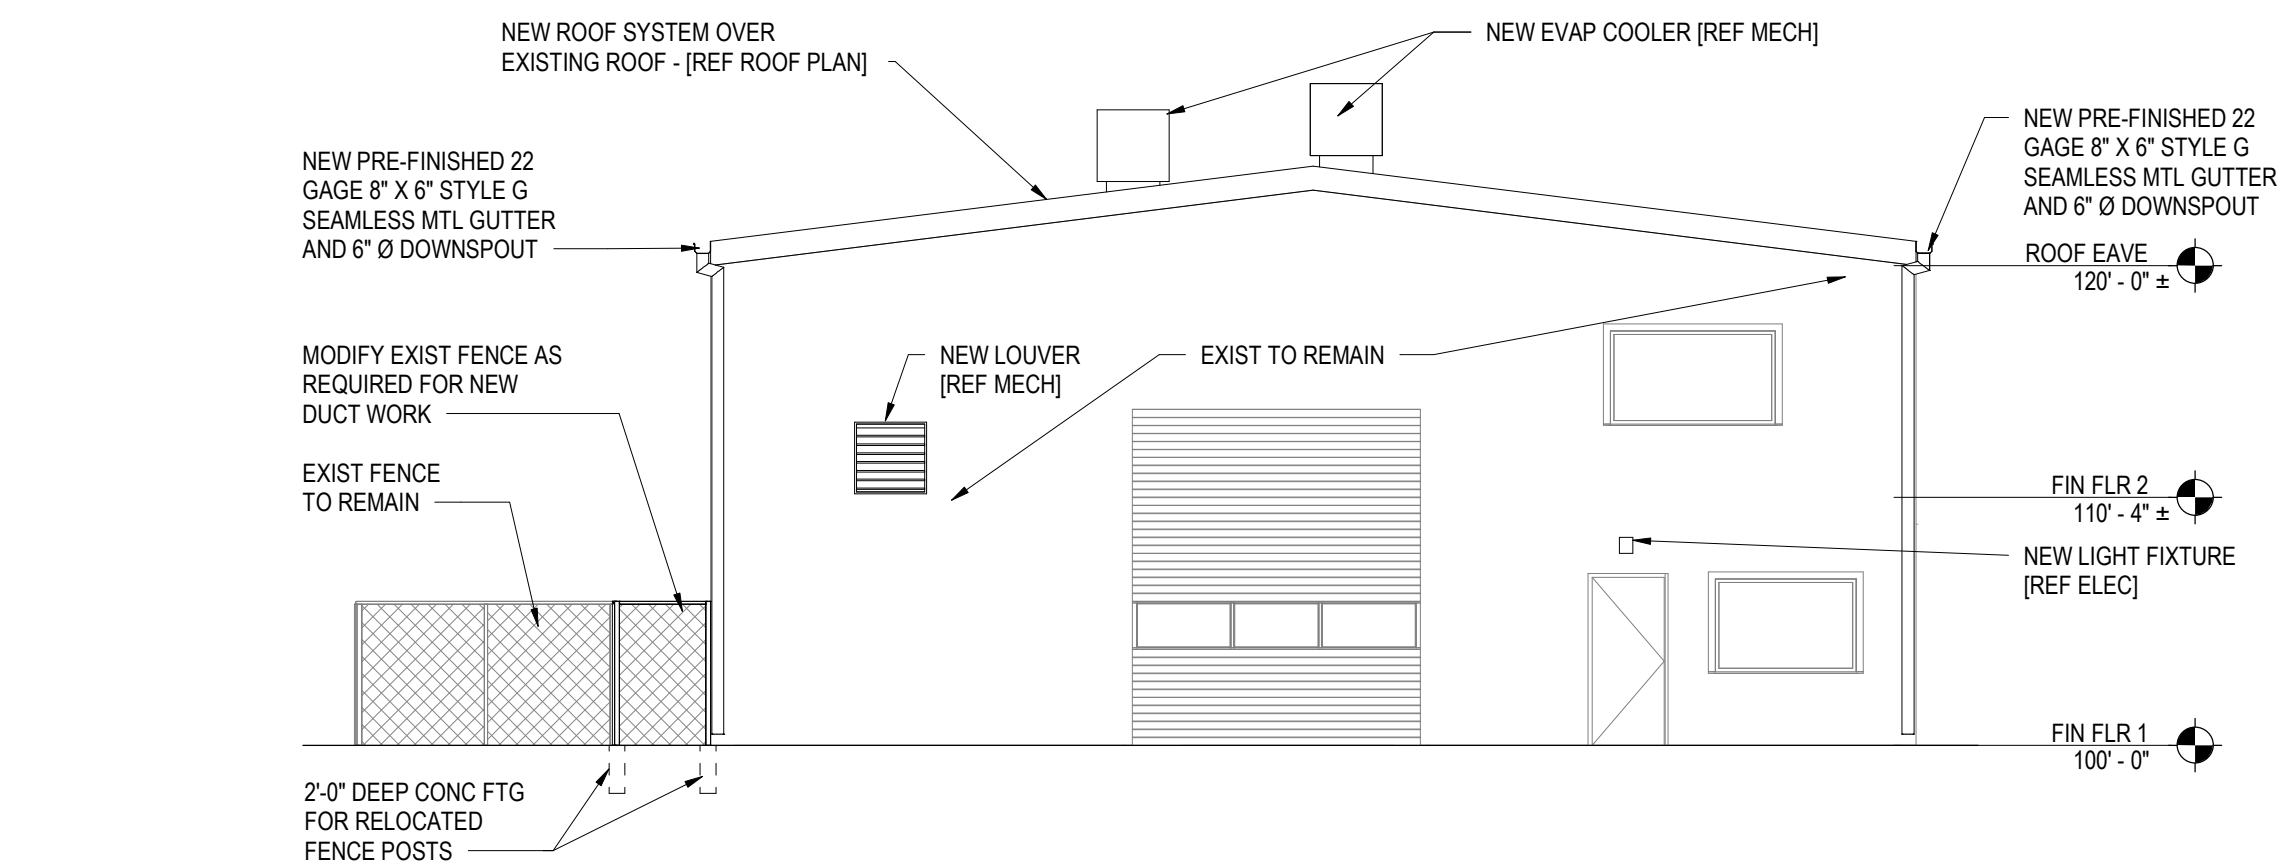 NEW ROOF SYSTEM OVER
EXISTING ROOF - [REF ROOF PLAN]
NEW EVAP COOLER [REF MECH]
NEW PRE-FINISHED 22
GAGE 8" X 6" STYLE G
SEAMLESS MTL GUTTER
AND 6" Ø DOWNSPOUT
NEW PRE-FINISHED 22
GAGE 8" X 6" STYLE G
SEAMLESS MTL GUTTER
AND 6" Ø DOWNSPOUT
ROOF EAVE
120' - 0" ±
MODIFY EXIST FENCE AS
REQUIRED FOR NEW
DUCT WORK
NEW LOUVER
[REF MECH]
EXIST TO REMAIN
EXIST FENCE
TO REMAIN
FIN FLR 2
110' - 4" ±
NEW LIGHT FIXTURE
[REF ELEC]
FIN FLR 1
100' - 0"
2'-0" DEEP CONC FTG
FOR RELOCATED
FENCE POSTS